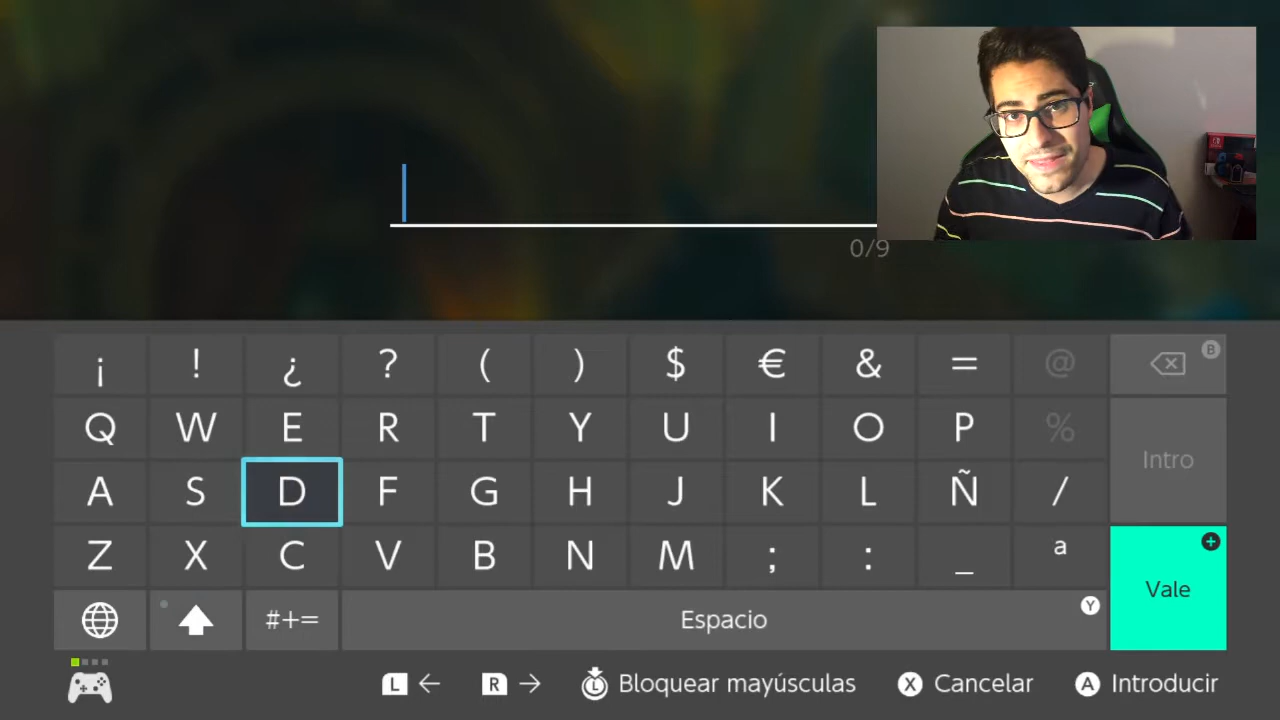 0/9
¡ ! ¿ ? ( ) $ € & = @ B
Q W E R T Y U I O P %
Intro
A S D F G H J K L Ñ /
Z X C V B N M ; : _ ª
+
Vale
#+= Espacio Y
L ← R → L Bloquear mayúsculas X Cancelar A Introducir